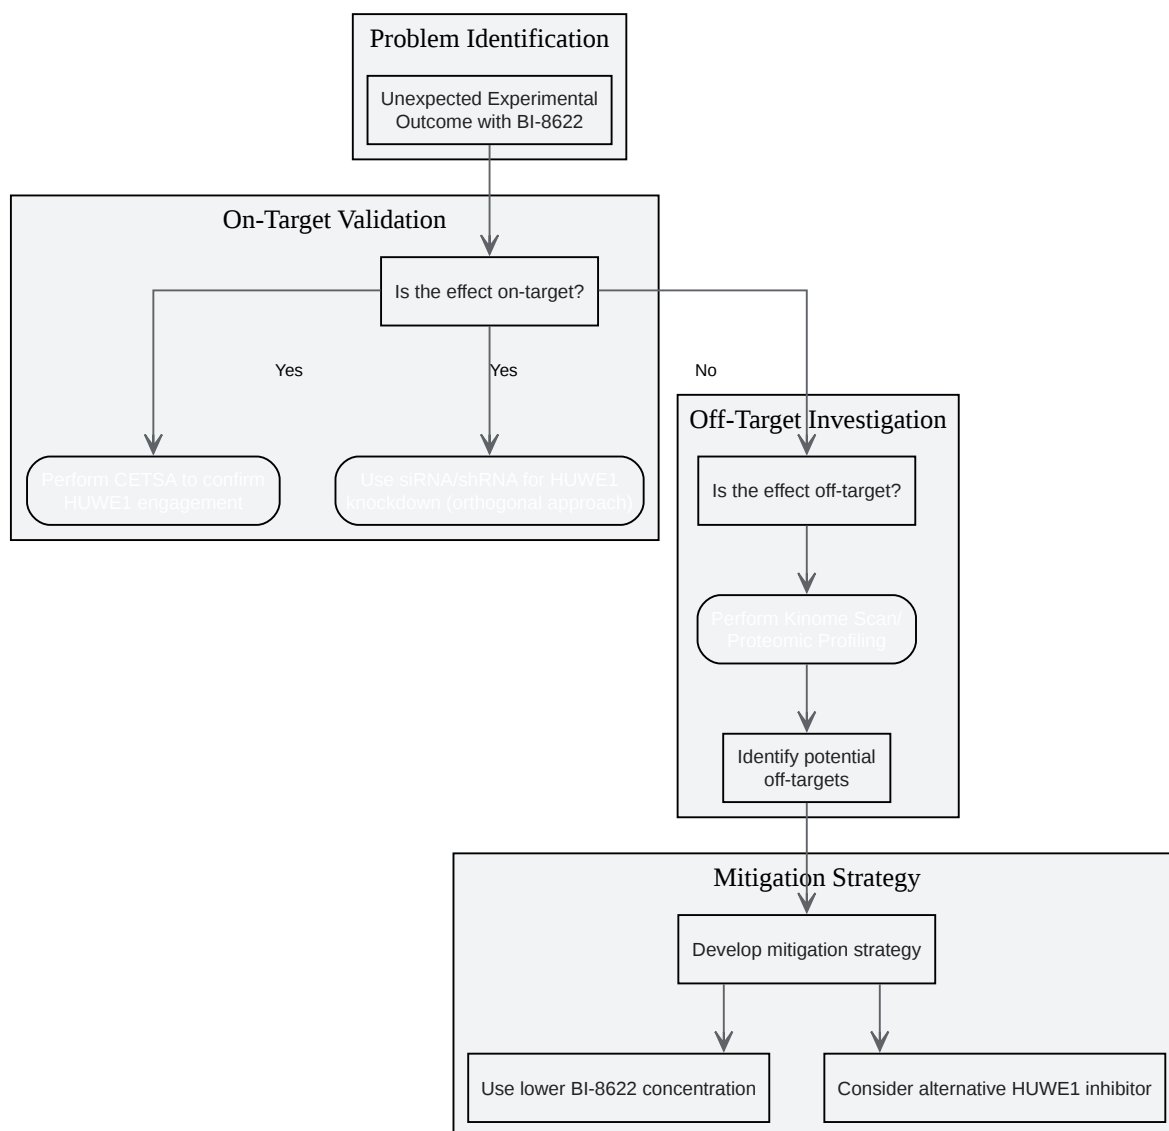 Problem Identification
Unexpected Experimental
Outcome with BI-8622
On-Target Validation
Is the effect on-target?
Yes
Yes
No
Perform CETSA to confirm
HUWE1 engagement
Use siRNA/shRNA for HUWE1
knockdown (orthogonal approach)
Off-Target Investigation
Is the effect off-target?
Perform Kinome Scan/
Proteomic Profiling
Identify potential
off-targets
Mitigation Strategy
Develop mitigation strategy
Use lower BI-8622 concentration
Consider alternative HUWE1 inhibitor